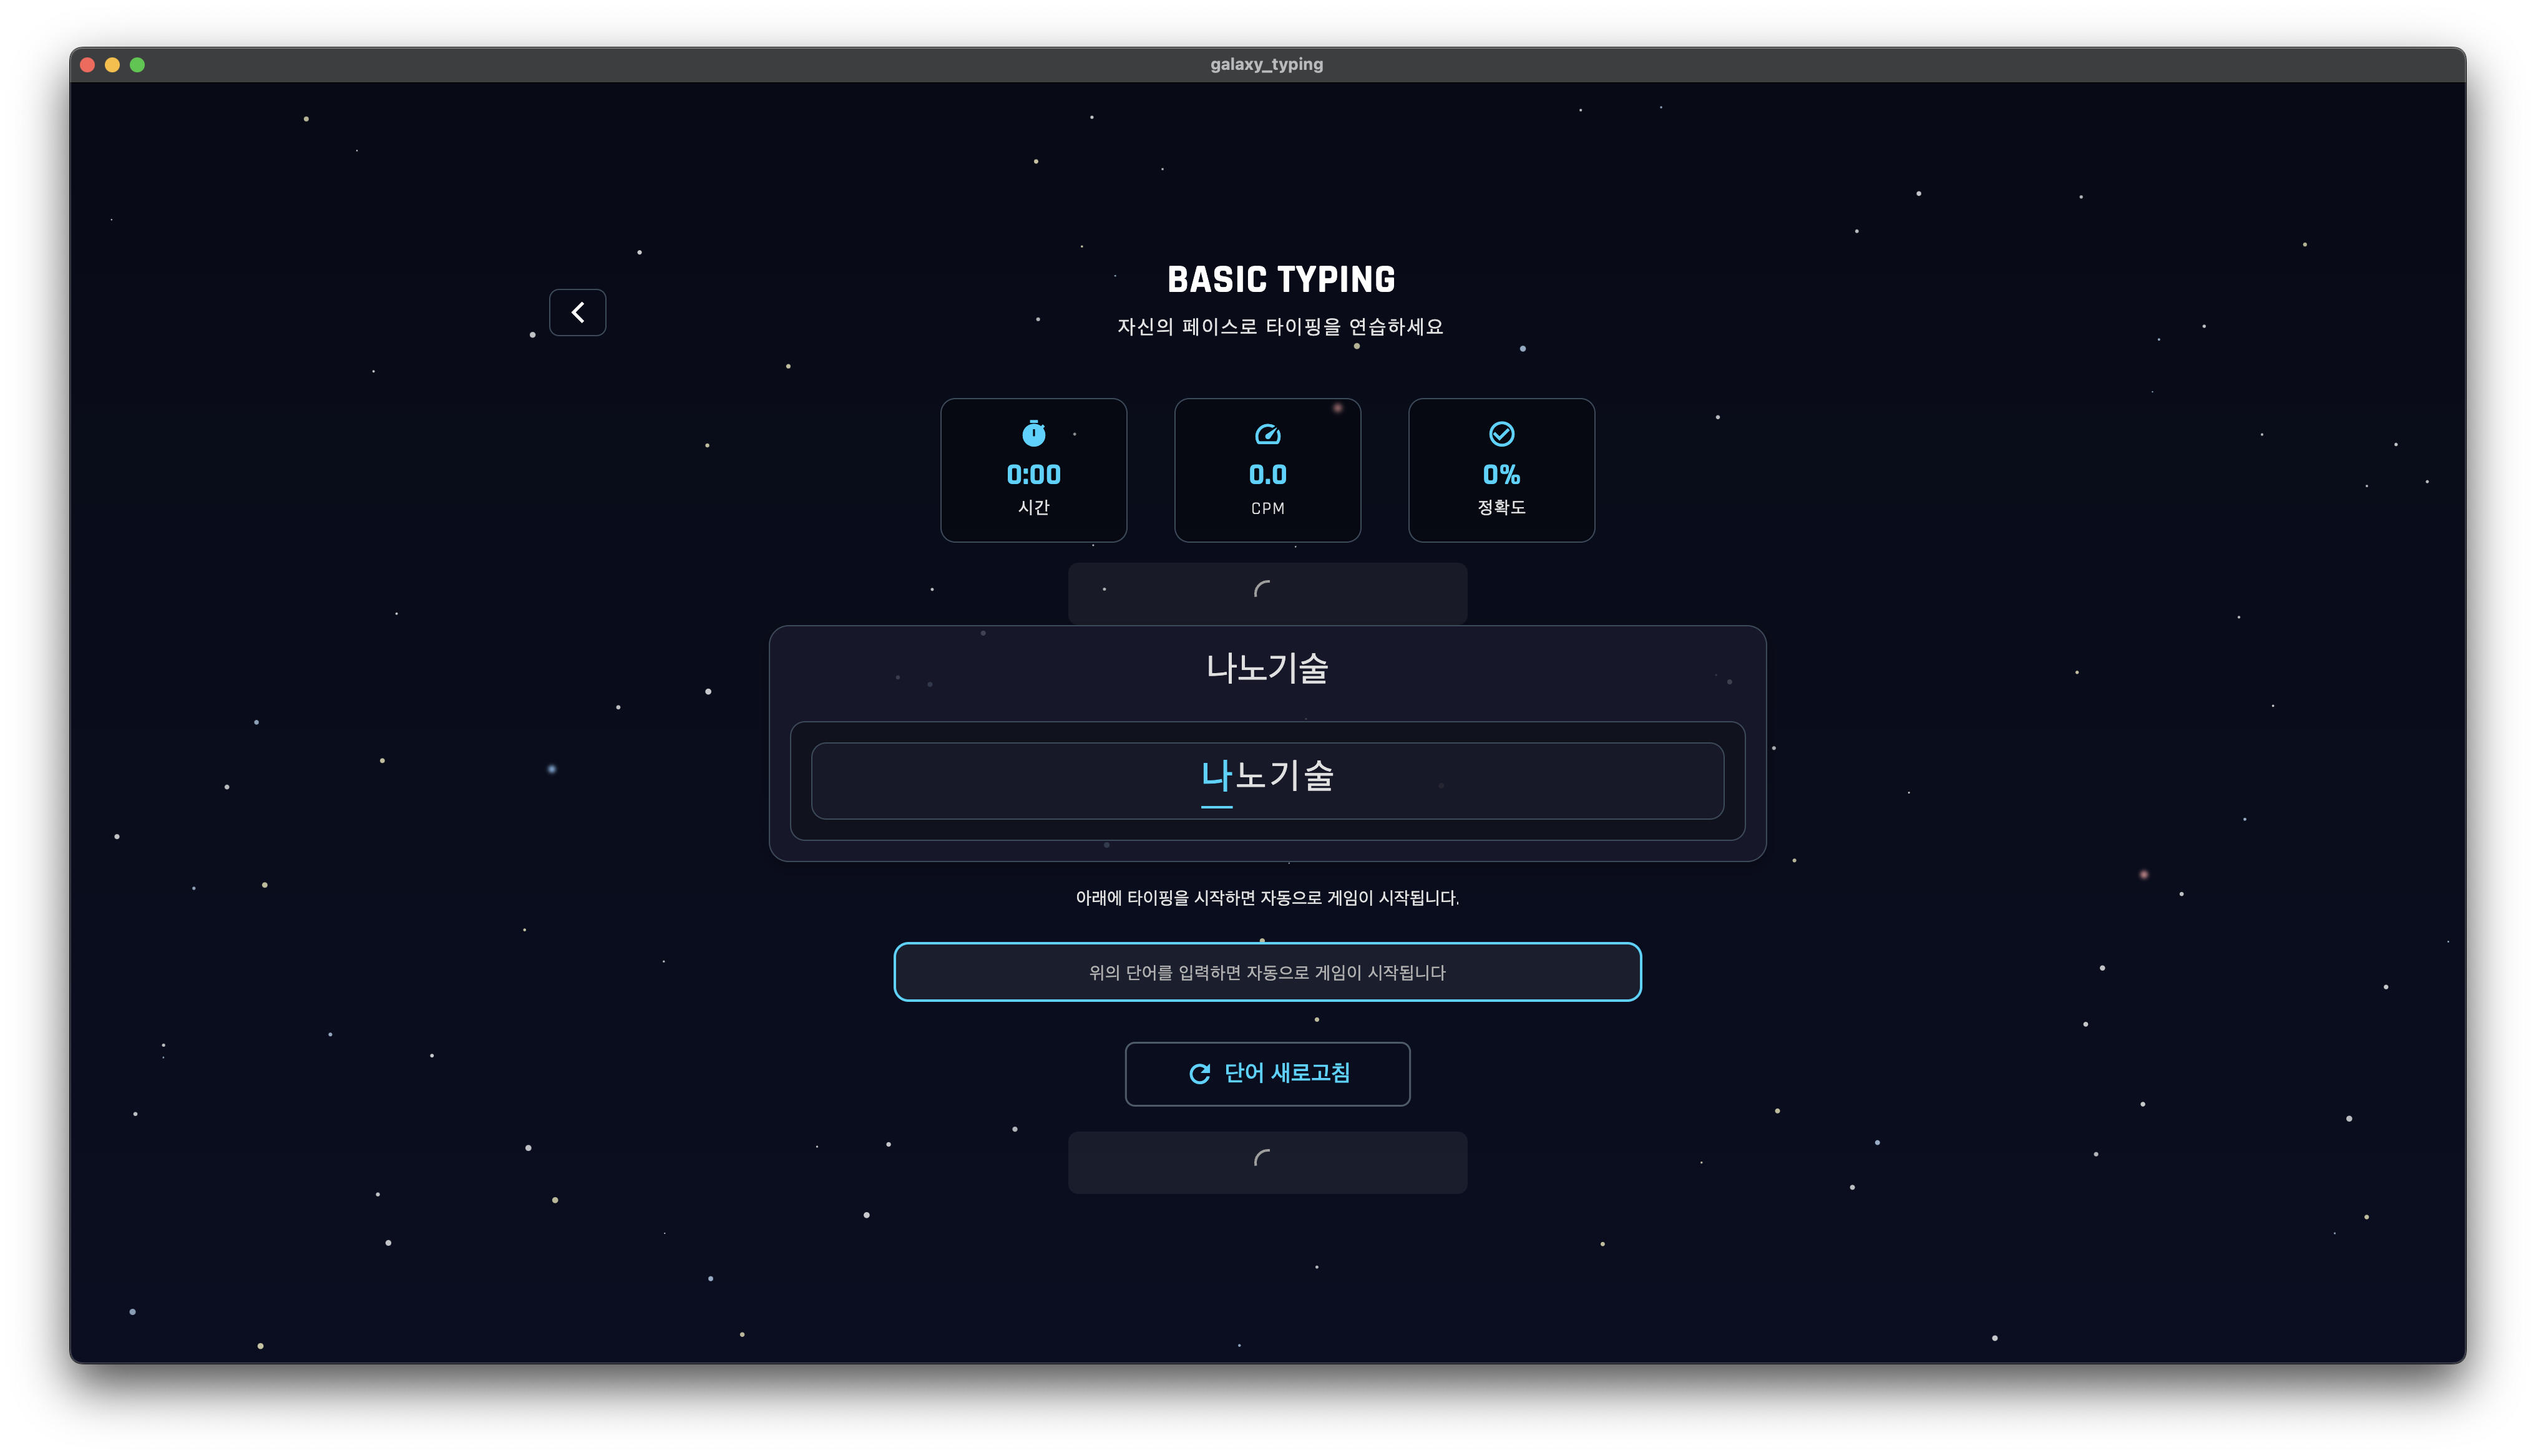 galaxy_typing
BASIC TYPING
자신의 페이스로 타이핑을 연습하세요
0:00
시간
0.0
CPM
0%
정확도
나노기술
나노기술
아래에 타이핑을 시작하면 자동으로 게임이 시작됩니다.
위의 단어를 입력하면 자동으로 게임이 시작됩니다
단어 새로고침